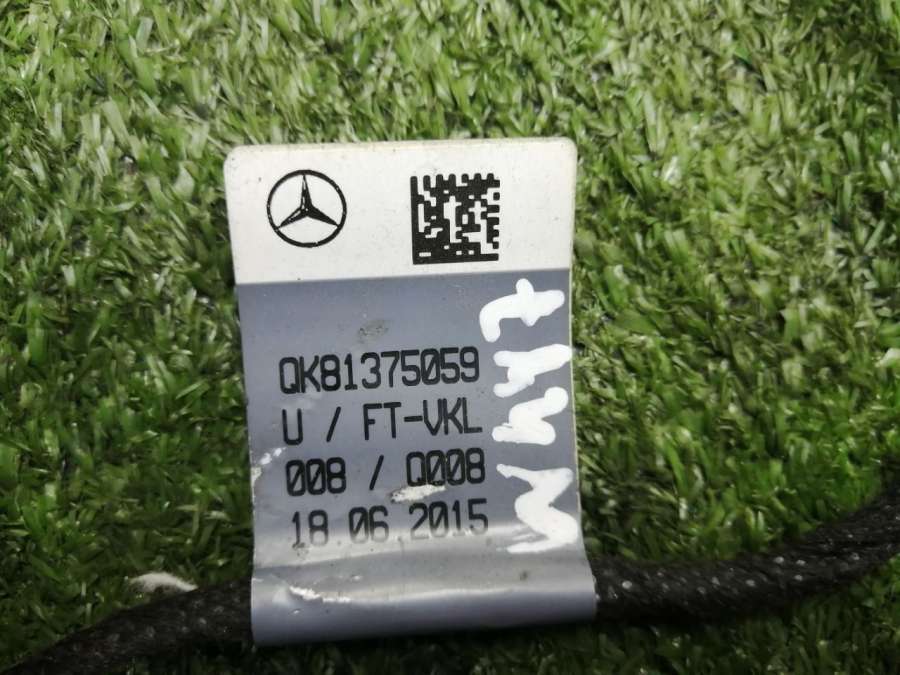 QK81375059
U / FT-VKL
008 / Q008
18.06.2015